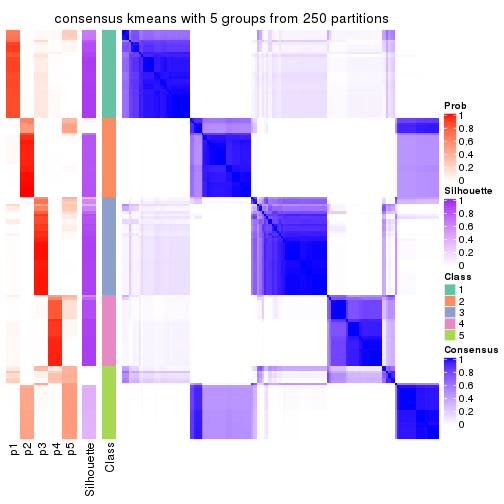 consensus kmeans with 5 groups from 250 partitions
Prob
1
0.8
0.6
0.4
0.2
0
Silhouette
1
0.8
0.6
0.4
0.2
0
Class
1
2
3
4
5
Consensus
1
0.8
0.6
0.4
0.2
0
p1
p2
p3
p4
p5
Silhouette
Class